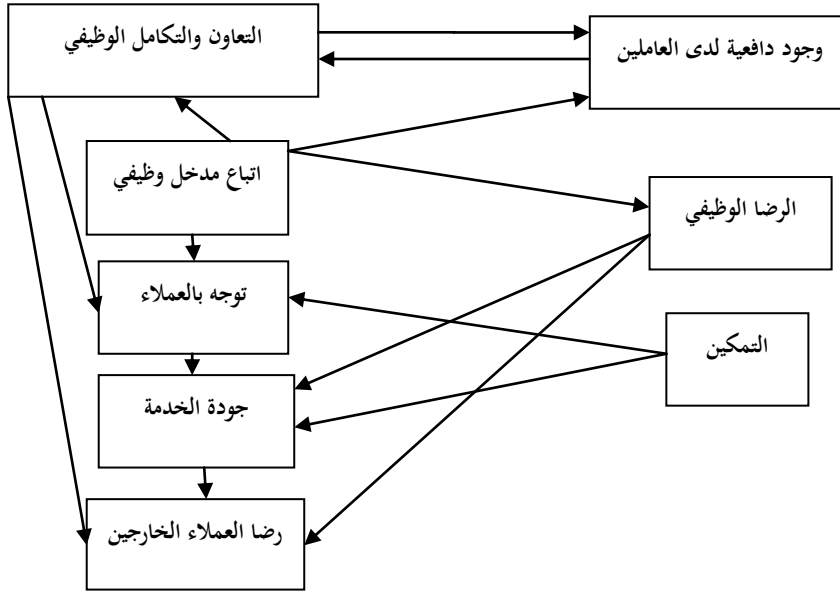 التعاون والتكامل الوظيفي
وجود دافعية لدى العاملين
اتباع مدخل وظيفي
الرضا الوظيفي
توجه بالعملاء
التمكين
جودة الخدمة
رضا العملاء الخارجين